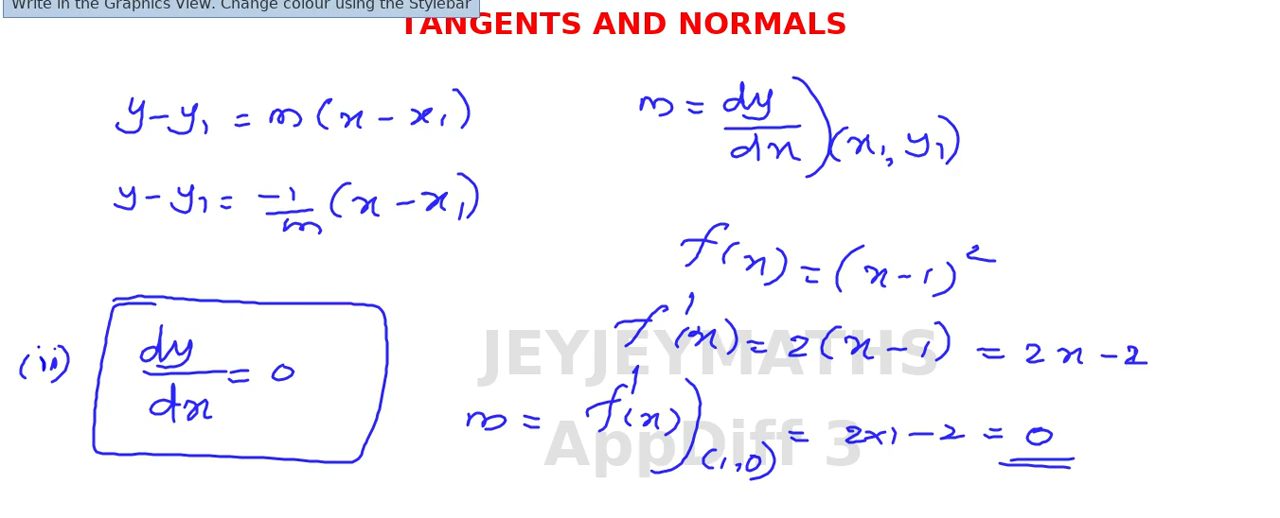 Write in the Graphics View. Change colour using the Stylebar
TANGENTS AND NORMALS
y-y₁ = m(x-x₁)
m = dy/dx)(x₁, y₁)
y-y₁ = -1/m (x-x₁)
f(x) = (x-1)²
f'(x) = 2(x-1) = 2x-2
(ii) dy/dx = 0
m = f'(x))(1,0) = 2×1-2 = 0
JEYJEYMATHS
AppDiff 3